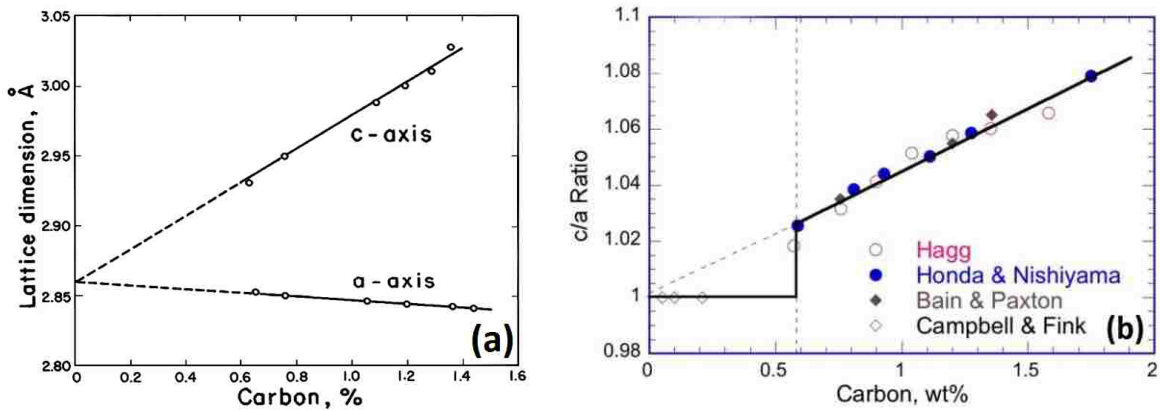 3.05
3.00
2.95
2.90
2.85
2.80
Lattice dimension, Å
c-axis
a-axis
(a)
0 0.2 0.4 0.6 0.8 1.0 1.2 1.4 1.6
Carbon, %
1.1
1.08
1.06
1.04
1.02
1
0.98
c/a Ratio
Hagg
Honda & Nishiyama
Bain & Paxton
Campbell & Fink
(b)
0 0.5 1 1.5 2
Carbon, wt%